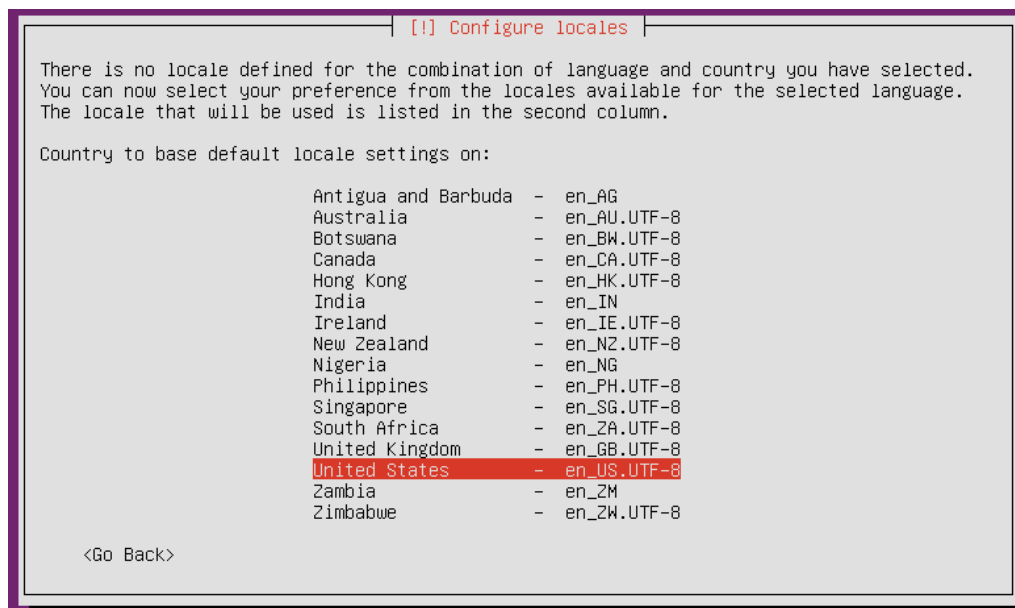 [!] Configure locales
There is no locale defined for the combination of language and country you have selected.
You can now select your preference from the locales available for the selected language.
The locale that will be used is listed in the second column.
Country to base default locale settings on:
Antigua and Barbuda - en_AG
Australia - en_AU.UTF-8
Botswana - en_BW.UTF-8
Canada - en_CA.UTF-8
Hong Kong - en_HK.UTF-8
India - en_IN
Ireland - en_IE.UTF-8
New Zealand - en_NZ.UTF-8
Nigeria - en_NG
Philippines - en_PH.UTF-8
Singapore - en_SG.UTF-8
South Africa - en_ZA.UTF-8
United Kingdom - en_GB.UTF-8
United States - en_US.UTF-8
Zambia - en_ZM
Zimbabwe - en_ZW.UTF-8
<Go Back>